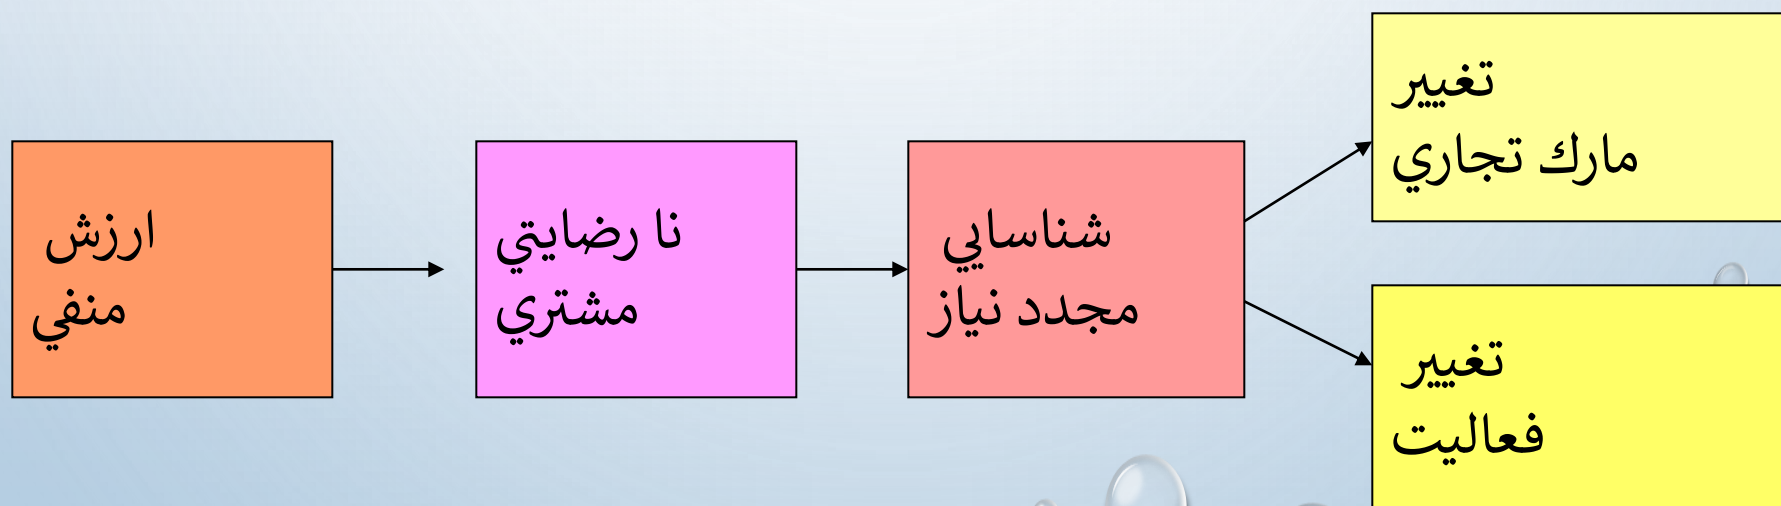 ارزش
منفي
نا رضايتي
مشتري
شناسايي
مجدد نياز
تغيير
مارك تجاري
تغيير
فعاليت